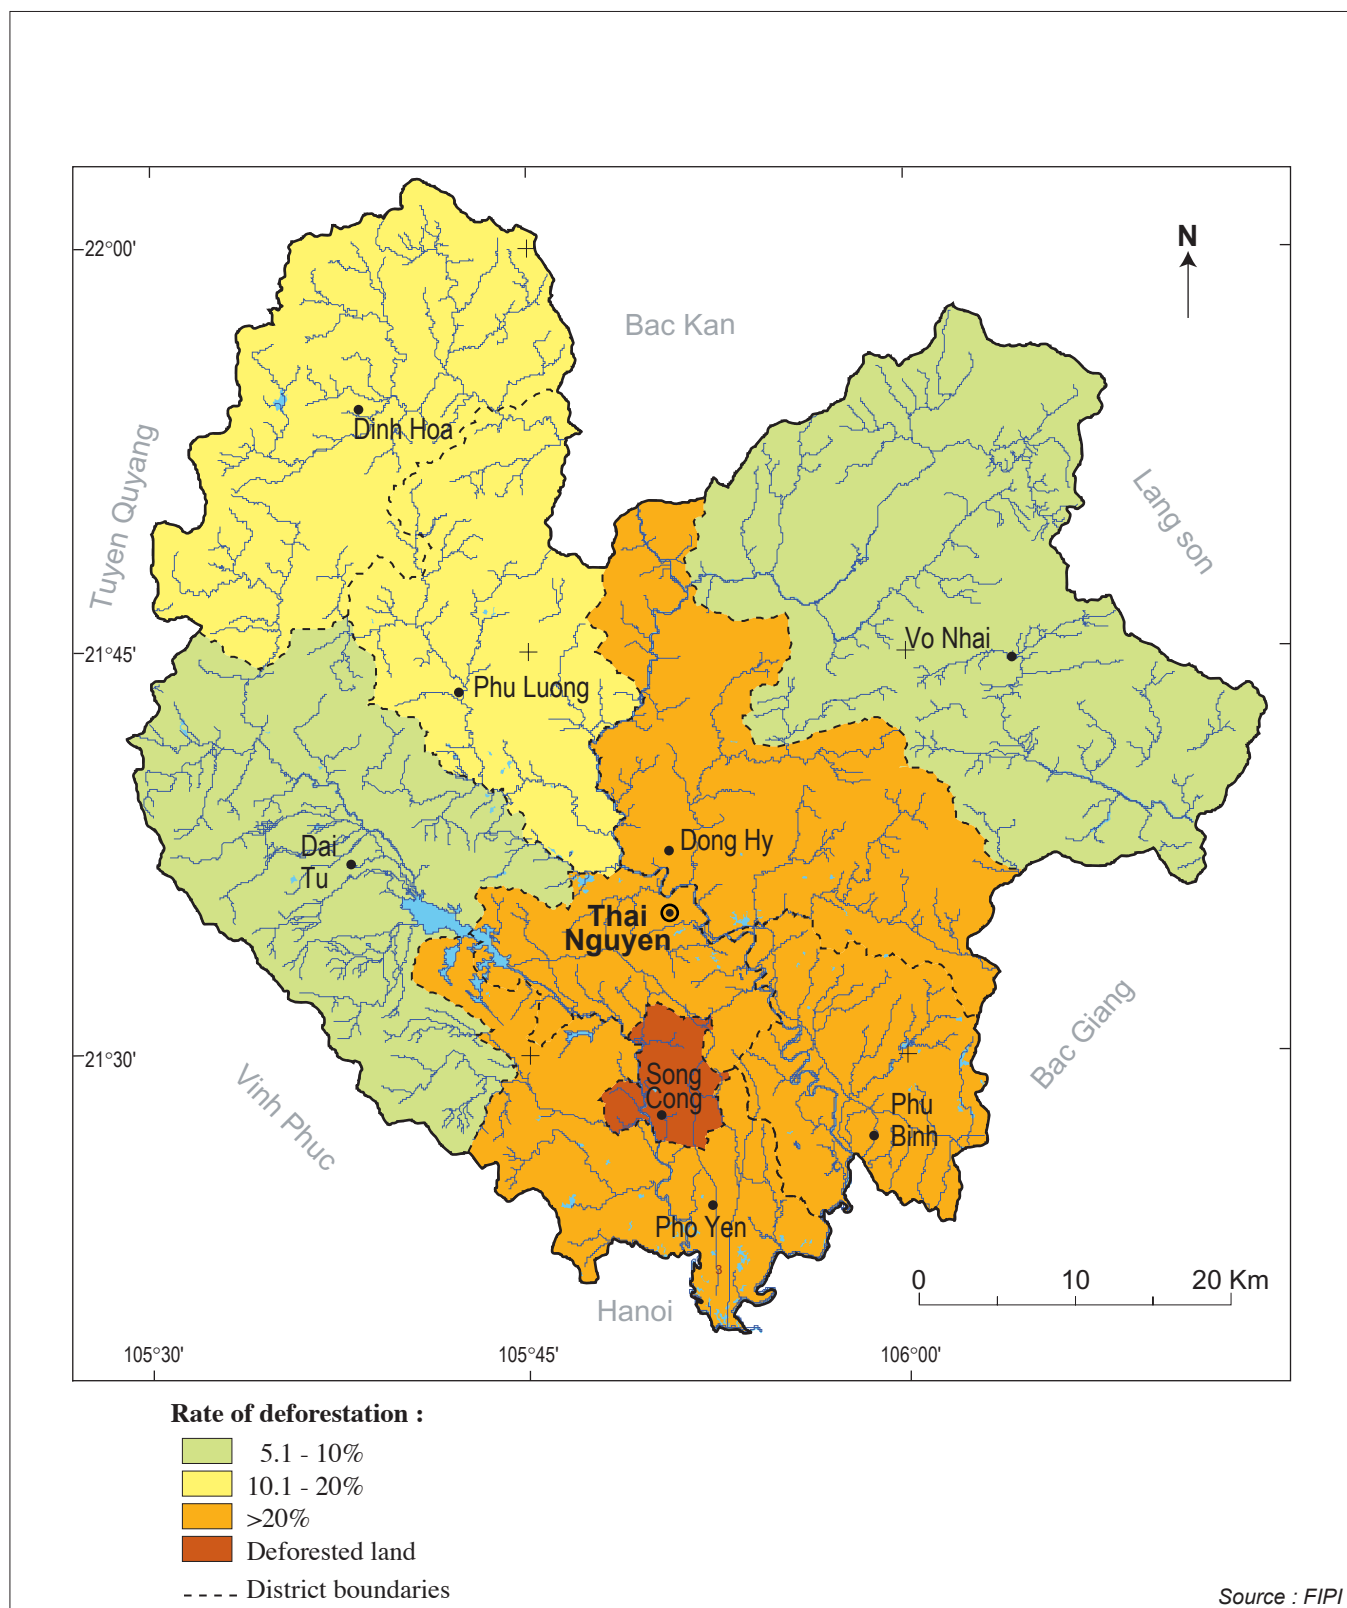 N
22°00'
Bac Kan
Tuyen Quyang
Dinh Hoa
Lang son
21°45'
Vo Nhai
Phu Luong
Dai
Tu
Dong Hy
Thai
Nguyen
21°30'
Vinh Phuc
Song
Cong
Bac Giang
Phu
Binh
Pho Yen
3
Hanoi
0 10 20 Km
105°30' 105°45' 106°00'
Rate of deforestation :
5.1 - 10%
10.1 - 20%
>20%
Deforested land
District boundaries
Source : FIPI